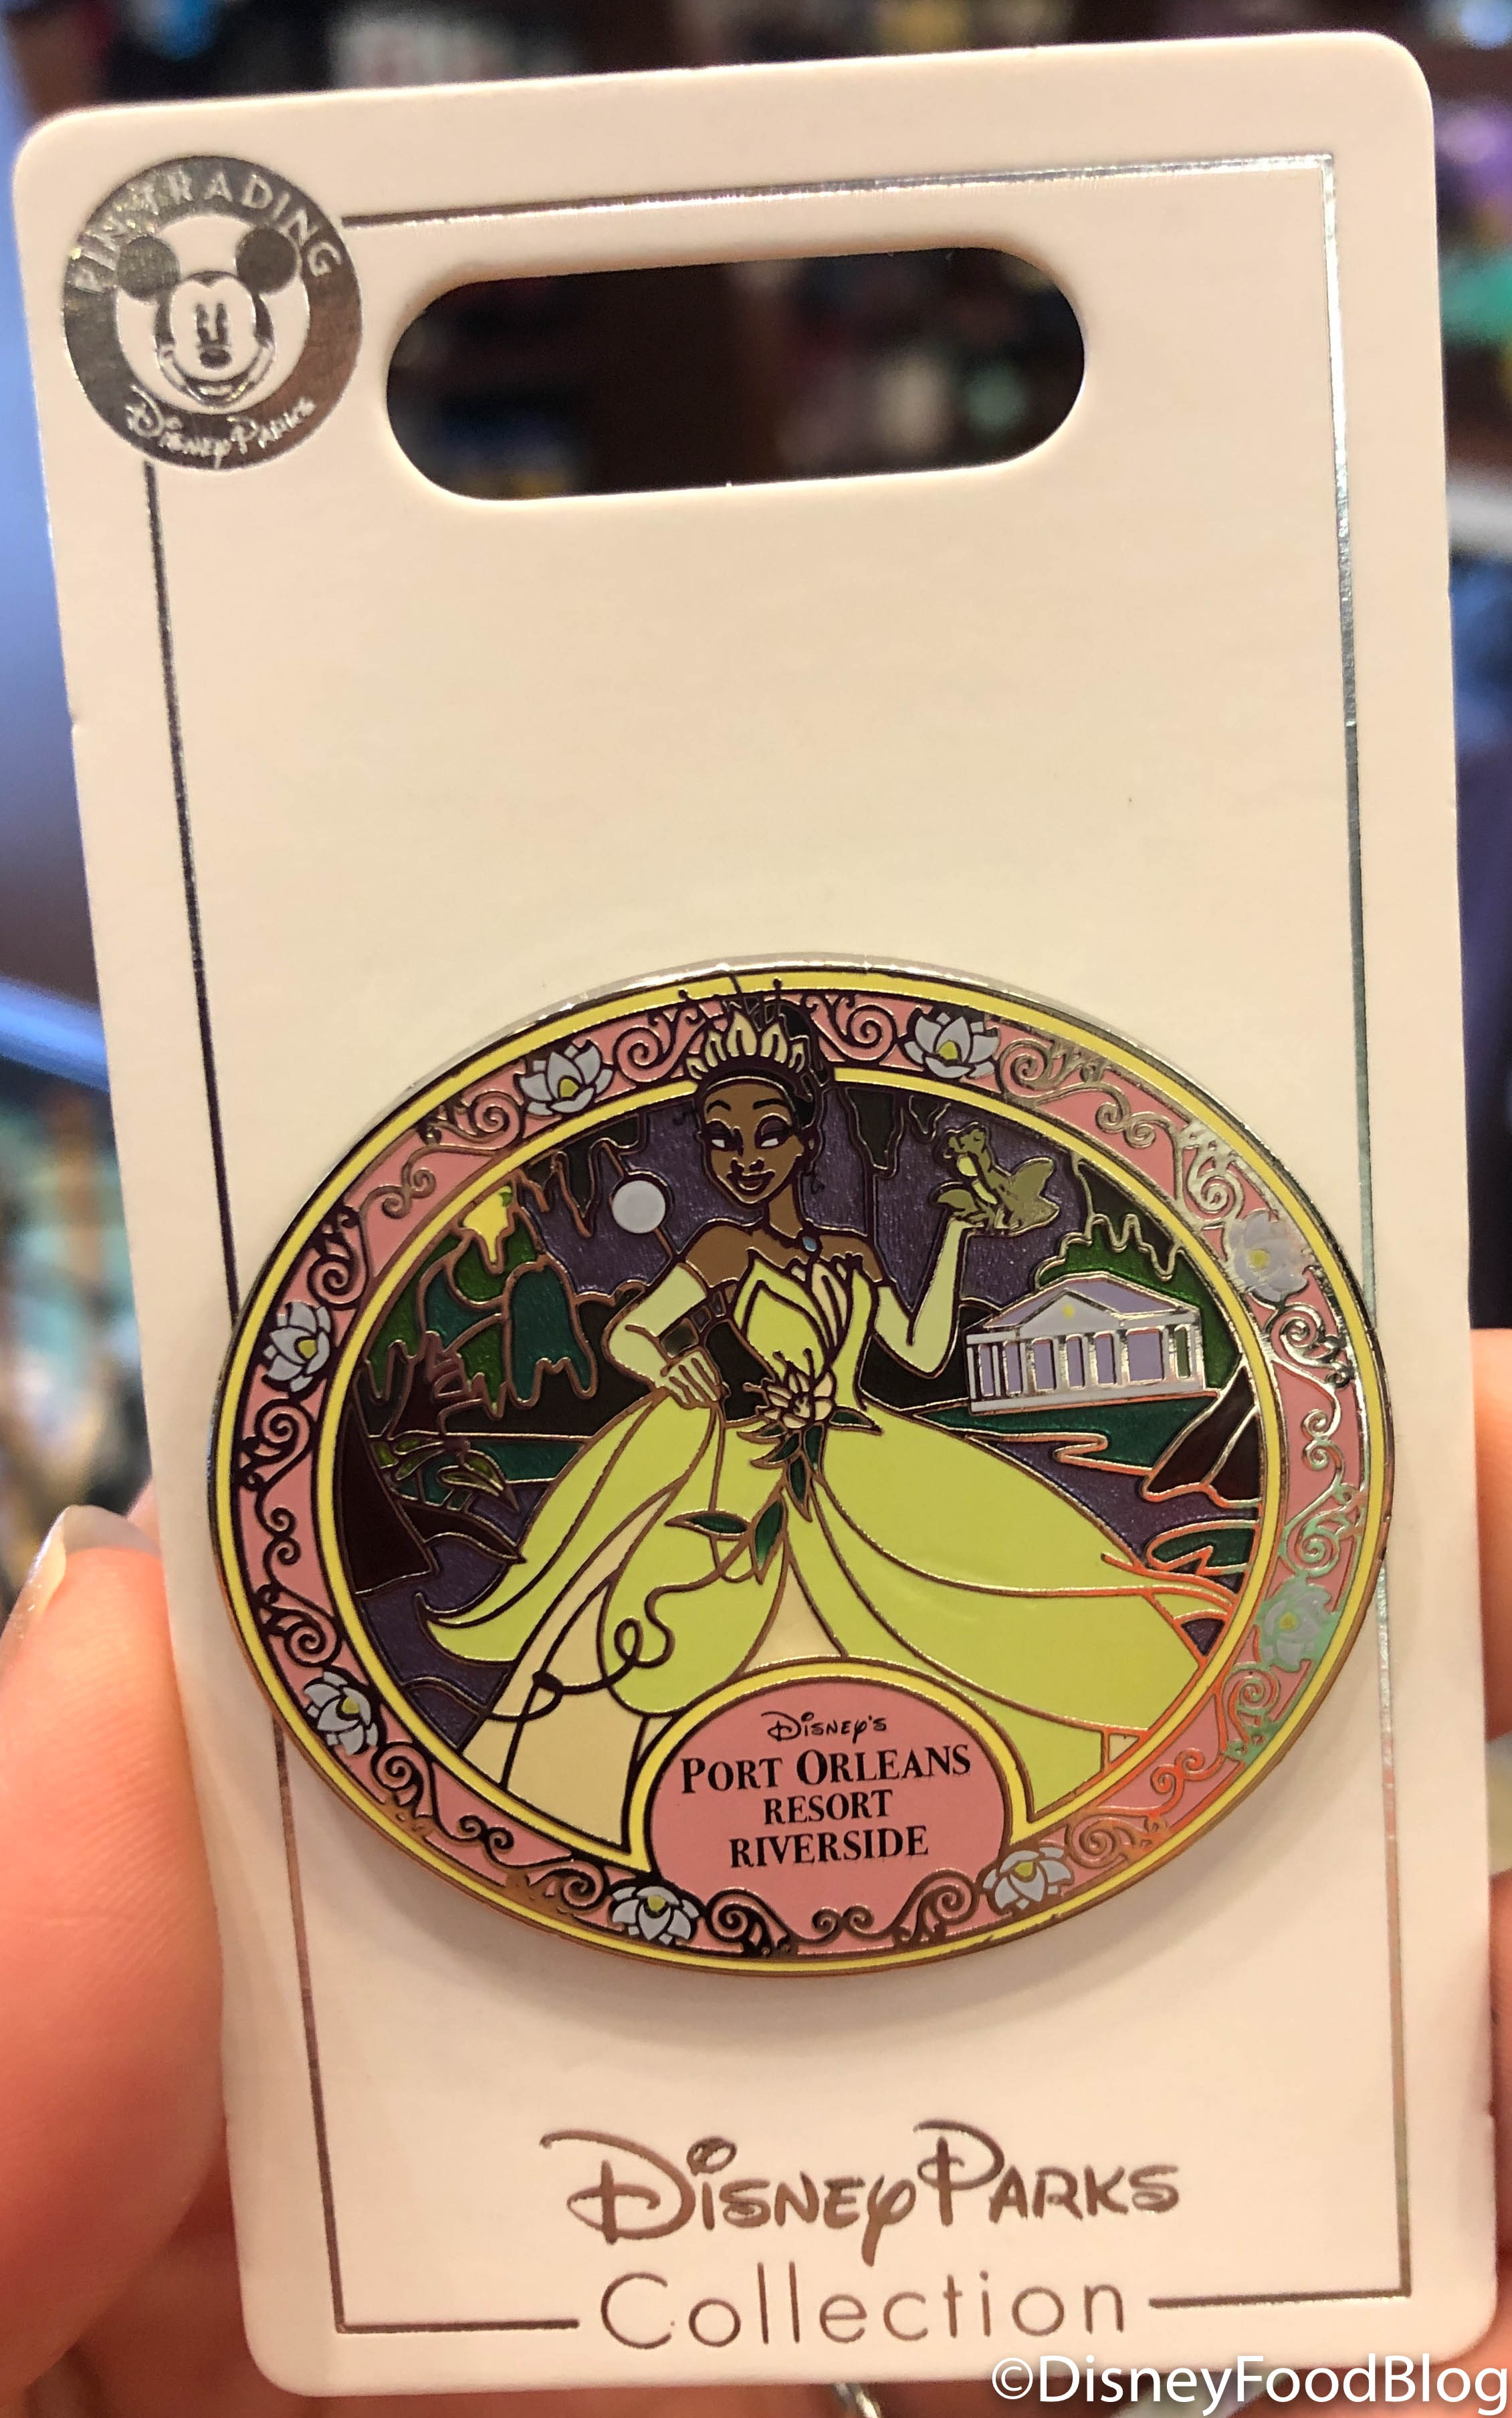 PIN TRADING
Disney Parks
Disney's
PORT ORLEANS
RESORT
RIVERSIDE
Disney Parks
Collection
©DisneyFoodBlog